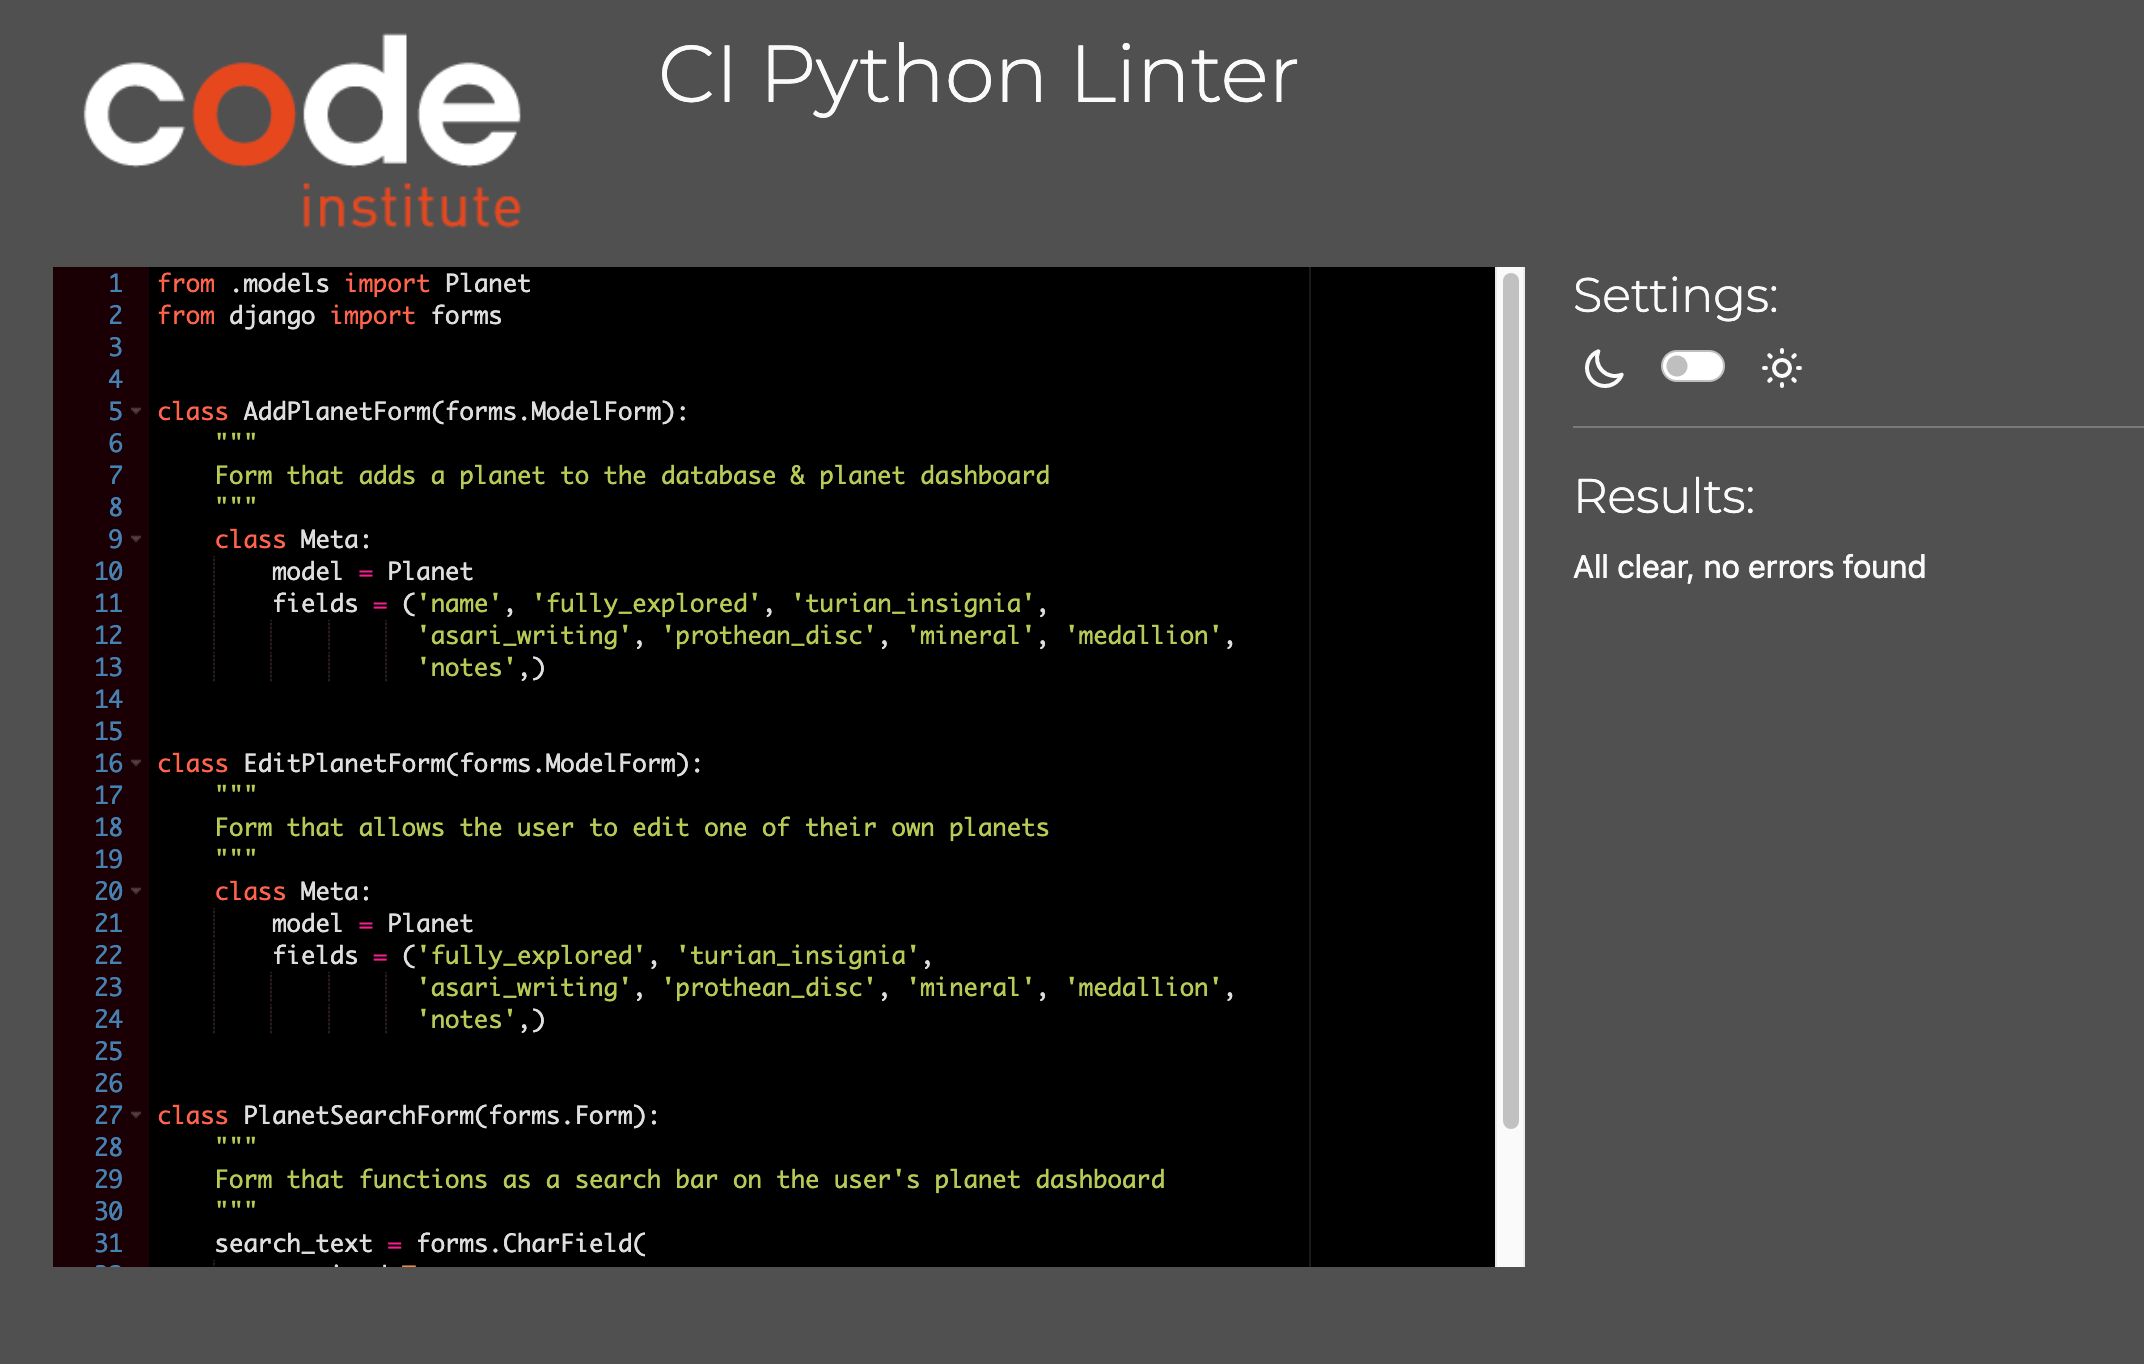 code
institute
CI Python Linter
1 from .models import Planet
2 from django import forms
3
4
5 class AddPlanetForm(forms.ModelForm):
6     """
7     Form that adds a planet to the database & planet dashboard
8     """
9     class Meta:
10         model = Planet
11         fields = ('name', 'fully_explored', 'turian_insignia',
12                   'asari_writing', 'prothean_disc', 'mineral', 'medallion',
13                   'notes',)
14
15
16 class EditPlanetForm(forms.ModelForm):
17     """
18     Form that allows the user to edit one of their own planets
19     """
20     class Meta:
21         model = Planet
22         fields = ('fully_explored', 'turian_insignia',
23                   'asari_writing', 'prothean_disc', 'mineral', 'medallion',
24                   'notes',)
25
26
27 class PlanetSearchForm(forms.Form):
28     """
29     Form that functions as a search bar on the user's planet dashboard
30     """
31     search_text = forms.CharField(
Settings:
Results:
All clear, no errors found